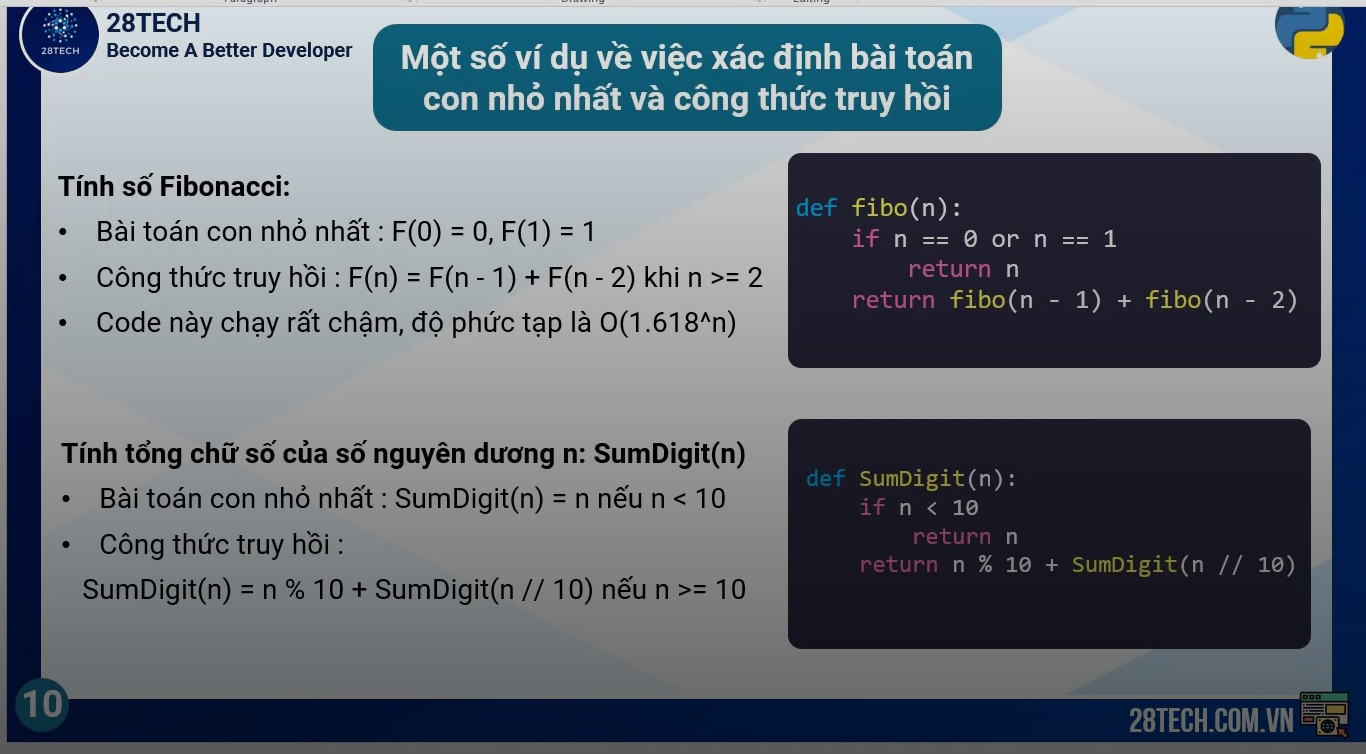 Paragraph
Drawing
Editing
28TECH
28TECH
Become A Better Developer
Một số ví dụ về việc xác định bài toán
con nhỏ nhất và công thức truy hồi
Tính số Fibonacci:
• Bài toán con nhỏ nhất : F(0) = 0, F(1) = 1
• Công thức truy hồi : F(n) = F(n - 1) + F(n - 2) khi n >= 2
• Code này chạy rất chậm, độ phức tạp là O(1.618^n)
def fibo(n):
    if n == 0 or n == 1
        return n
    return fibo(n - 1) + fibo(n - 2)
Tính tổng chữ số của số nguyên dương n: SumDigit(n)
• Bài toán con nhỏ nhất : SumDigit(n) = n nếu n < 10
• Công thức truy hồi :
SumDigit(n) = n % 10 + SumDigit(n // 10) nếu n >= 10
def SumDigit(n):
    if n < 10
        return n
    return n % 10 + SumDigit(n // 10)
10
28TECH.COM.VN